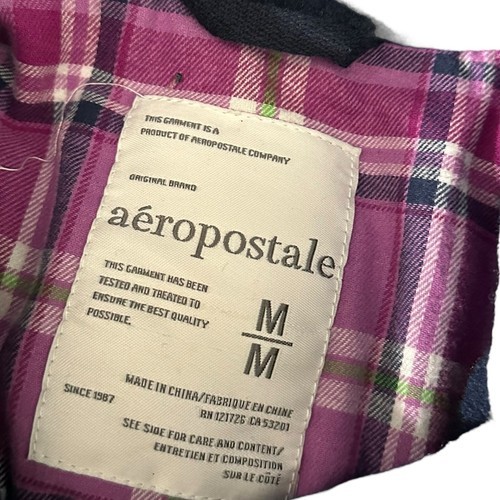 THIS GARMENT IS A
PRODUCT OF AEROPOSTALE COMPANY
ORIGINAL BRAND
aéropostale
THIS GARMENT HAS BEEN
TESTED AND TREATED TO
ENSURE THE BEST QUALITY
POSSIBLE.
M
M
MADE IN CHINA/FABRIQUE EN CHINE
RN 121726 CA 53201
SINCE 1987
SEE SIDE FOR CARE AND CONTENT/
ENTRETIEN ET COMPOSITION
SUR LE CÔTÉ